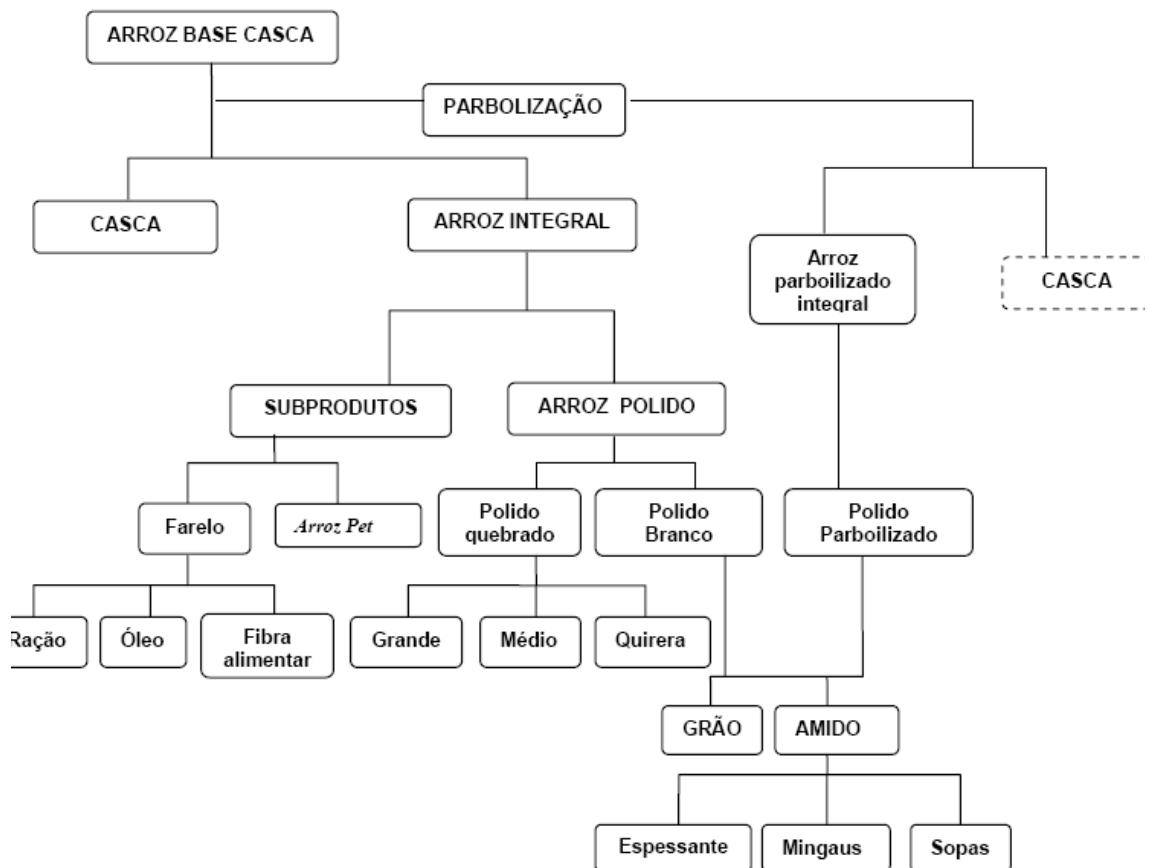 ARROZ BASE CASCA
PARBOLIZAÇÃO
CASCA
ARROZ INTEGRAL
Arroz
parboilizado
integral
CASCA
SUBPRODUTOS
ARROZ POLIDO
Farelo
Arroz Pet
Polido
quebrado
Polido
Branco
Polido
Parboilizado
Ração
Óleo
Fibra
alimentar
Grande
Médio
Quirera
GRÃO
AMIDO
Espessante
Mingaus
Sopas